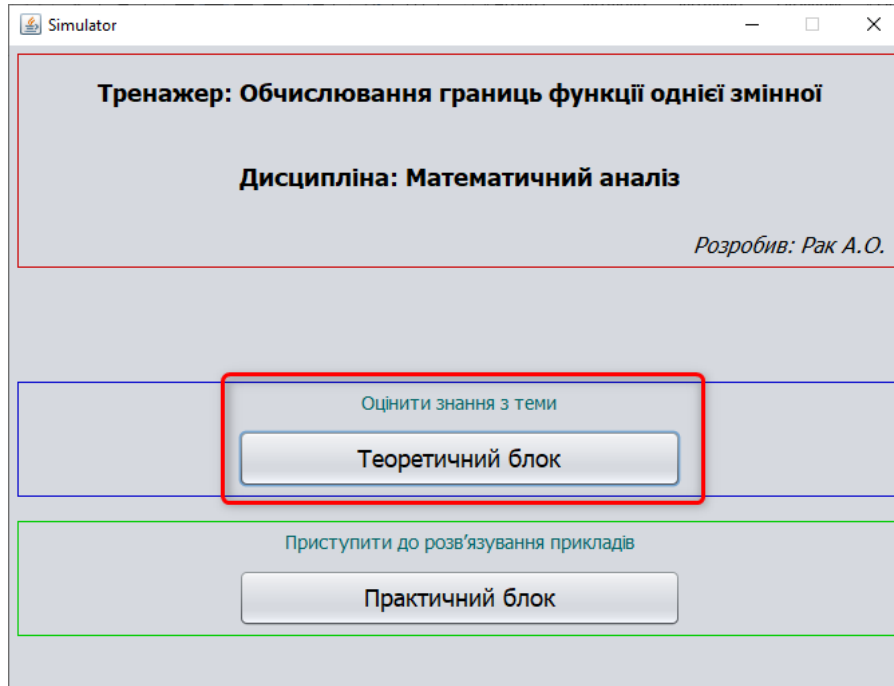 Simulator
Тренажер: Обчислювання границь функції однієї змінної
Дисципліна: Математичний аналіз
Розробив: Рак А.О.
Оцінити знання з теми
Теоретичний блок
Приступити до розв’язування прикладів
Практичний блок